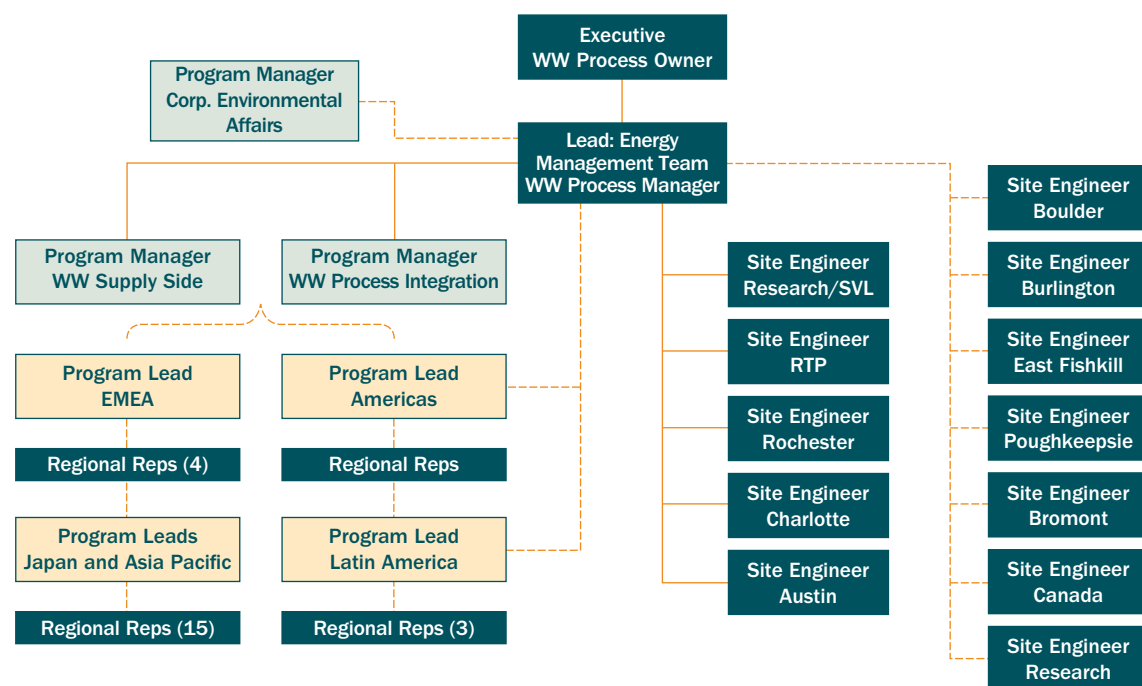 Executive
WW Process Owner
Program Manager
Corp. Environmental
Affairs
Lead: Energy
Management Team
WW Process Manager
Program Manager
WW Supply Side
Program Manager
WW Process Integration
Program Lead
EMEA
Program Lead
Americas
Regional Reps (4)
Regional Reps
Program Leads
Japan and Asia Pacific
Program Lead
Latin America
Regional Reps (15)
Regional Reps (3)
Site Engineer
Research/SVL
Site Engineer
RTP
Site Engineer
Rochester
Site Engineer
Charlotte
Site Engineer
Austin
Site Engineer
Boulder
Site Engineer
Burlington
Site Engineer
East Fishkill
Site Engineer
Poughkeepsie
Site Engineer
Bromont
Site Engineer
Canada
Site Engineer
Research